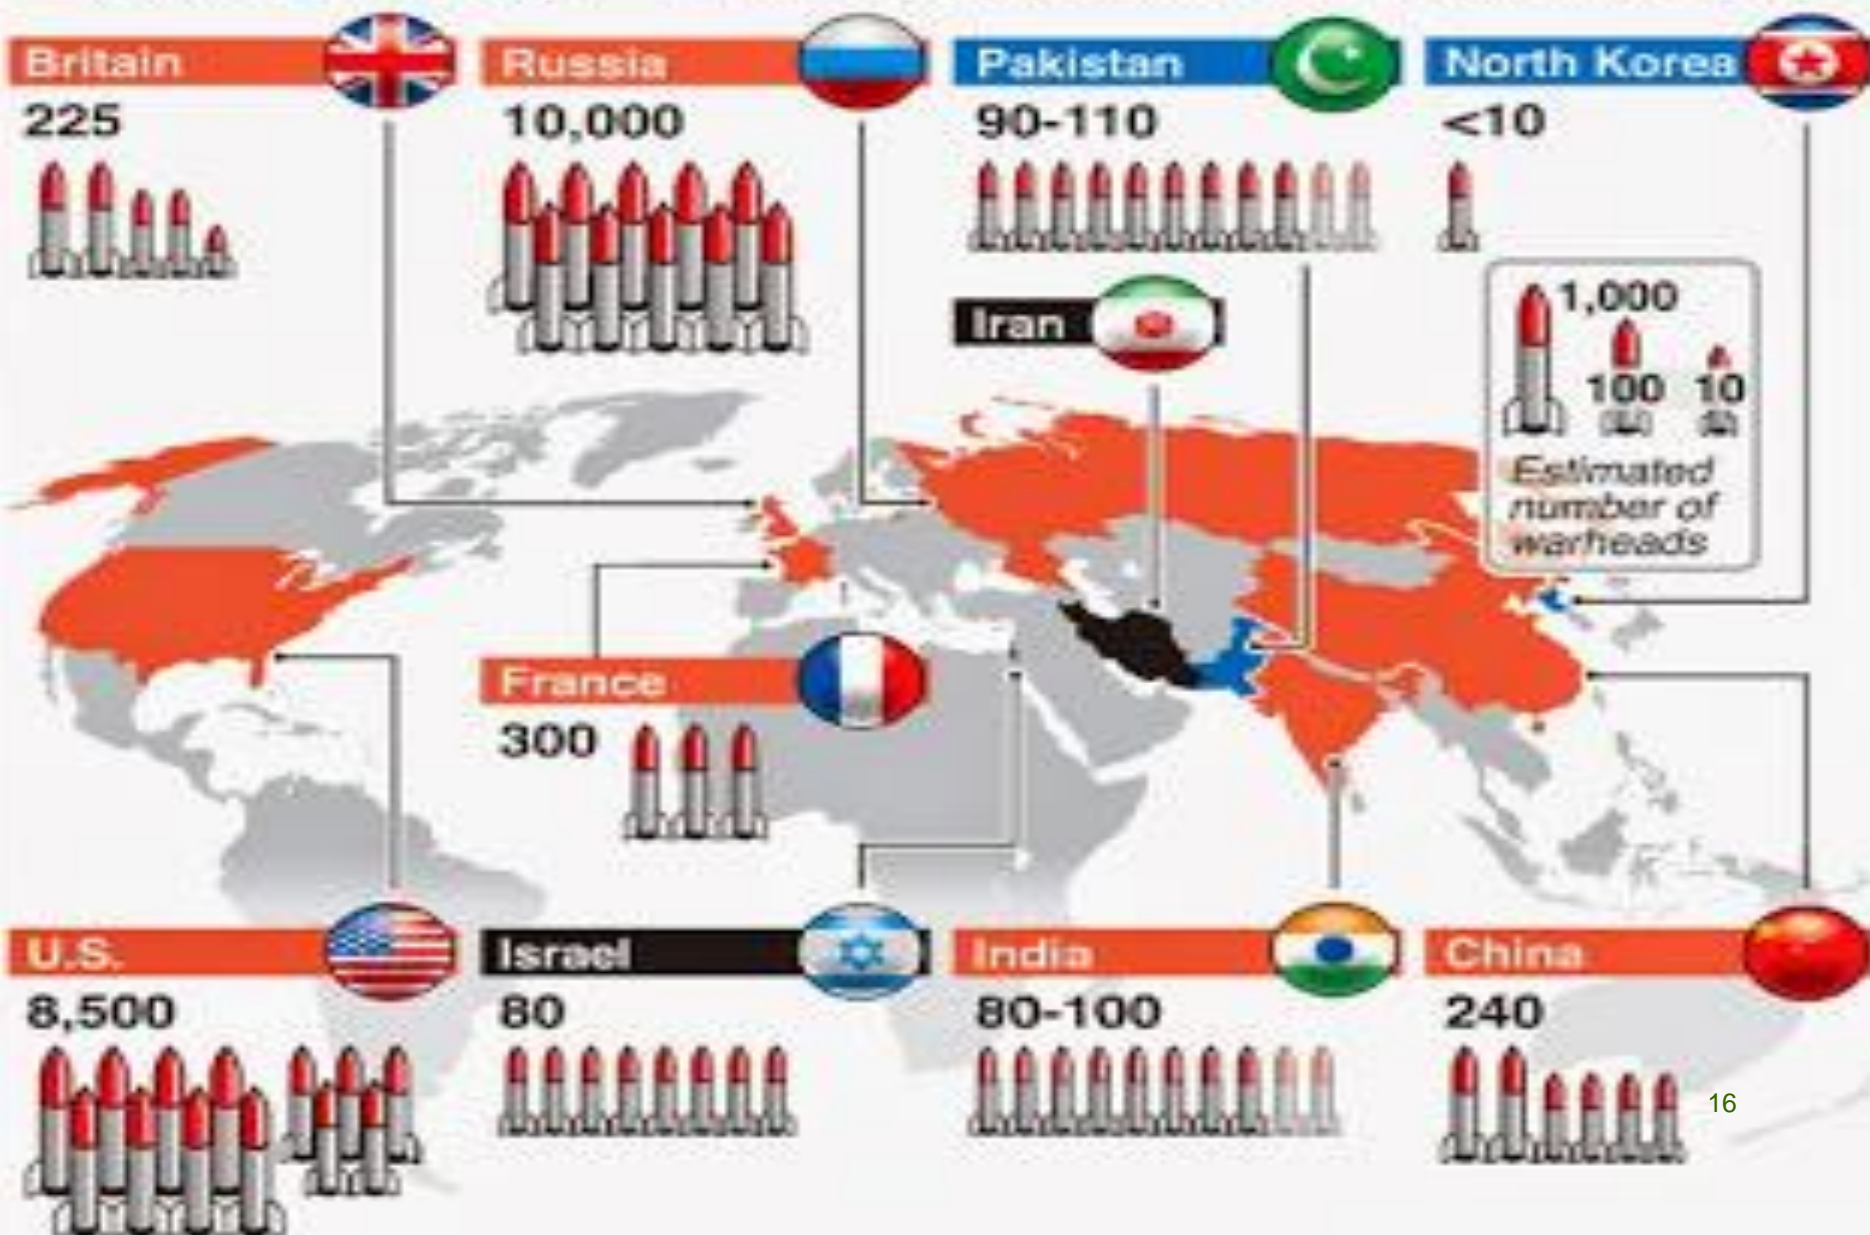 Britain
225
Russia
10,000
Pakistan
90-110
North Korea
<10
Iran
1,000
100
10
Estimated
number of
warheads
France
300
U.S.
8,500
Israel
80
India
80-100
China
240
16